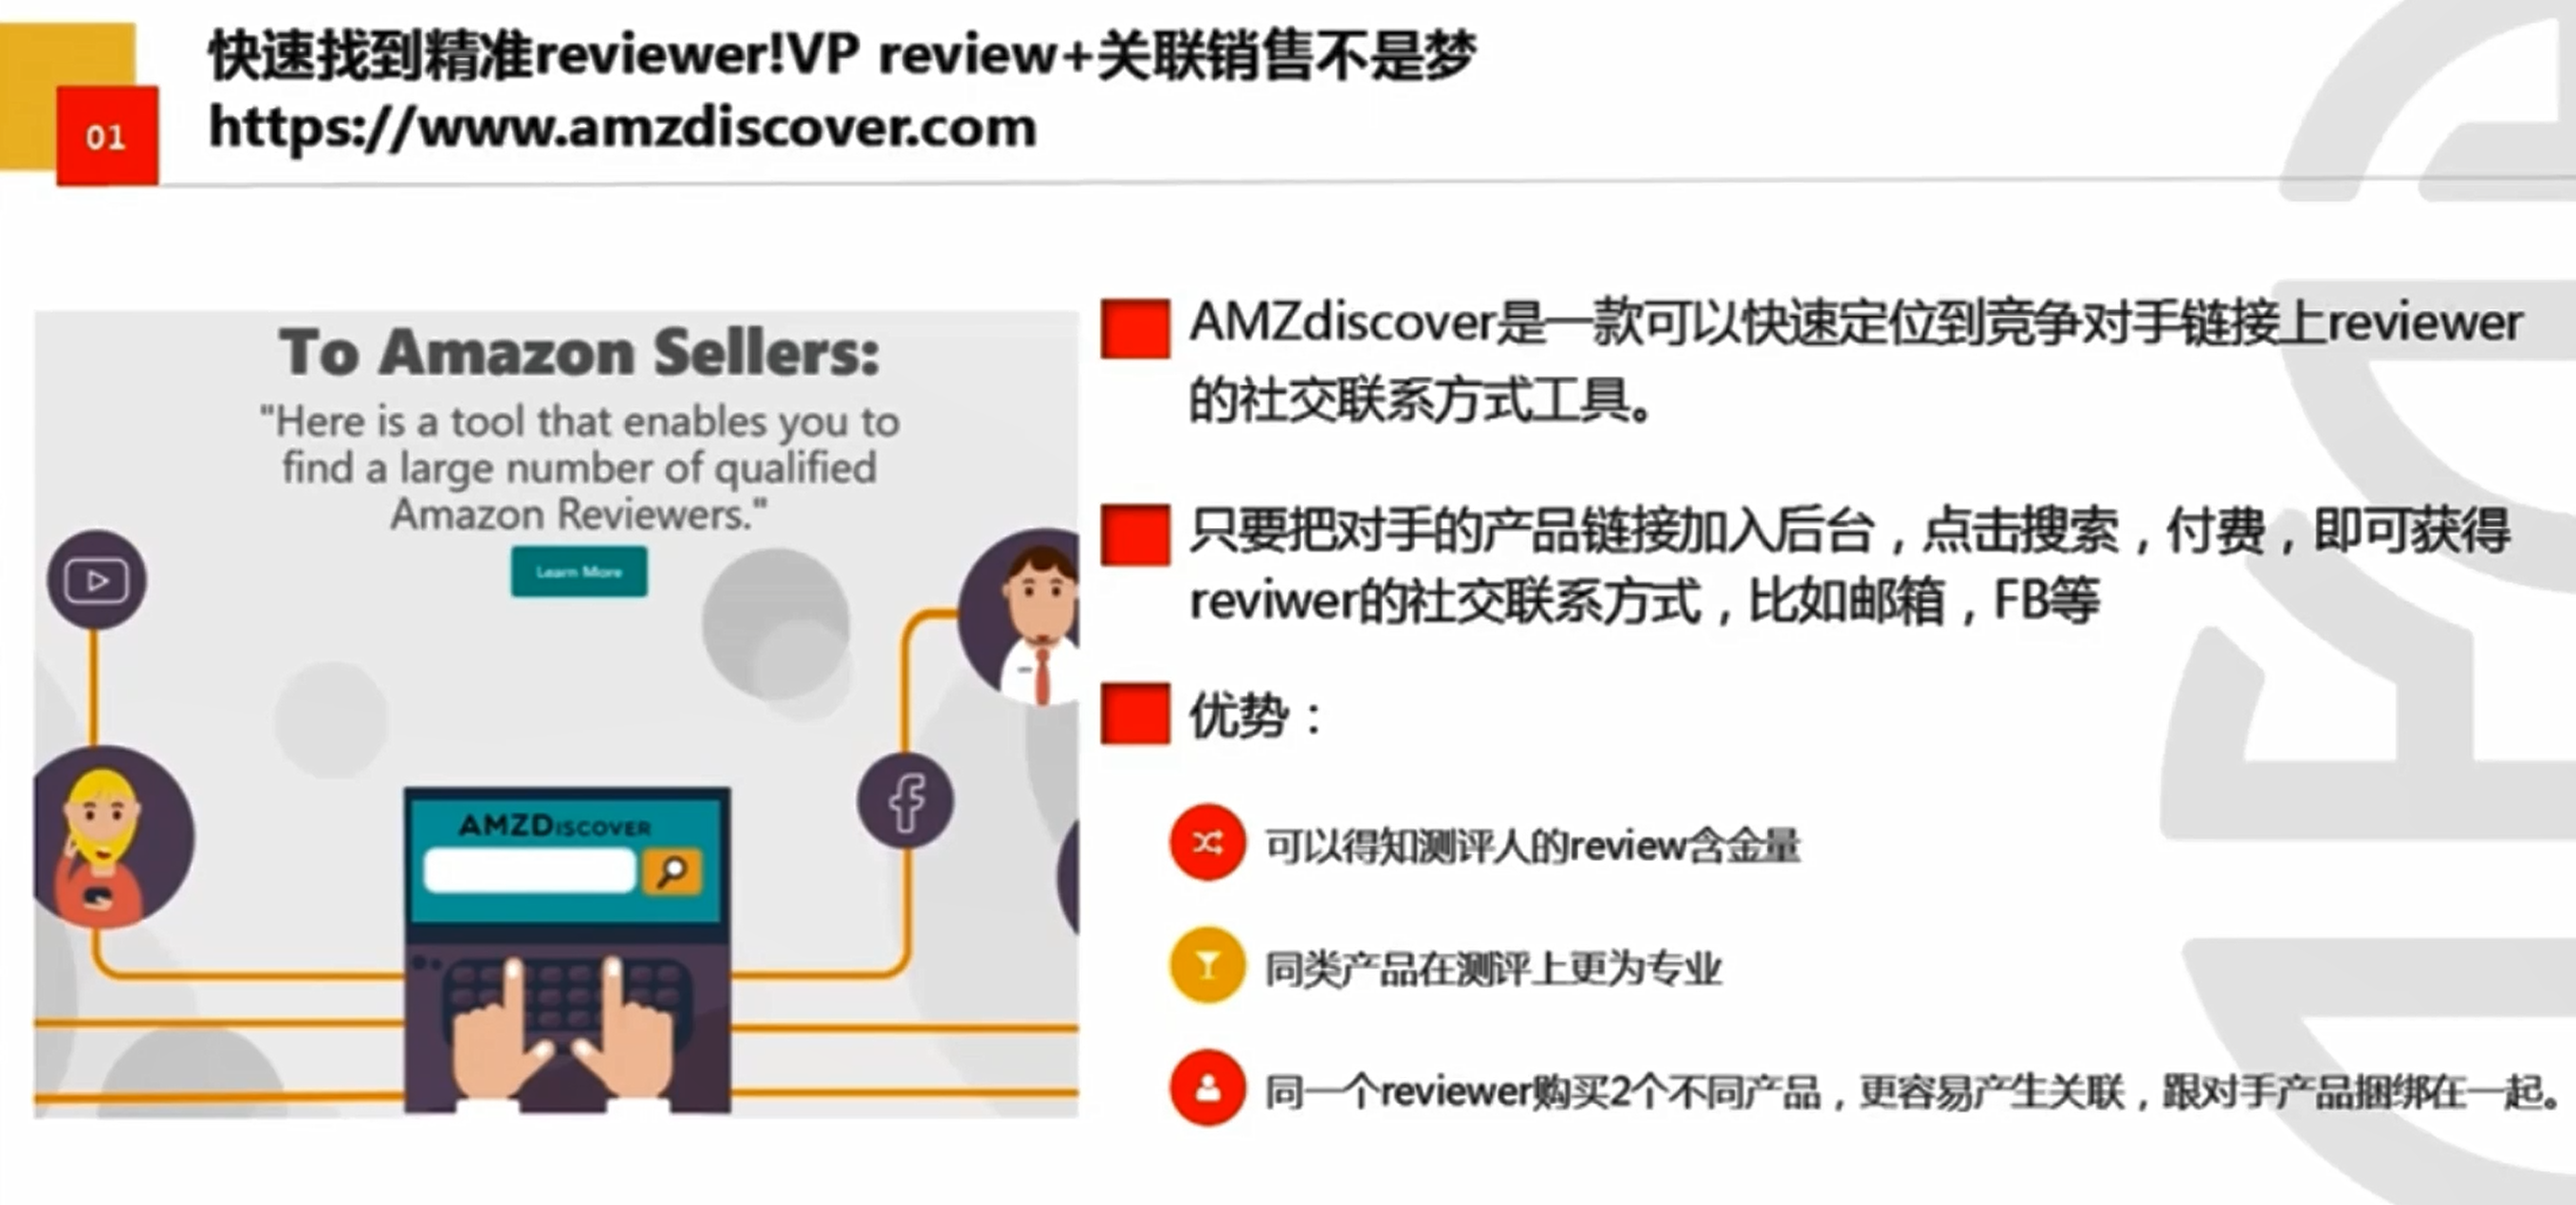 快速找到精准reviewer!VP review+关联销售不是梦
https://www.amzdiscover.com
01
To Amazon Sellers:
"Here is a tool that enables you to
find a large number of qualified
Amazon Reviewers."
Learn More
AMZDISCOVER
AMZdiscover是一款可以快速定位到竞争对手链接上reviewer
的社交联系方式工具。
只要把对手的产品链接加入后台，点击搜索，付费，即可获得
reviwer的社交联系方式，比如邮箱，FB等
优势：
可以得知测评人的review含金量
同类产品在测评上更为专业
同一个reviewer购买2个不同产品，更容易产生关联，跟对手产品捆绑在一起。